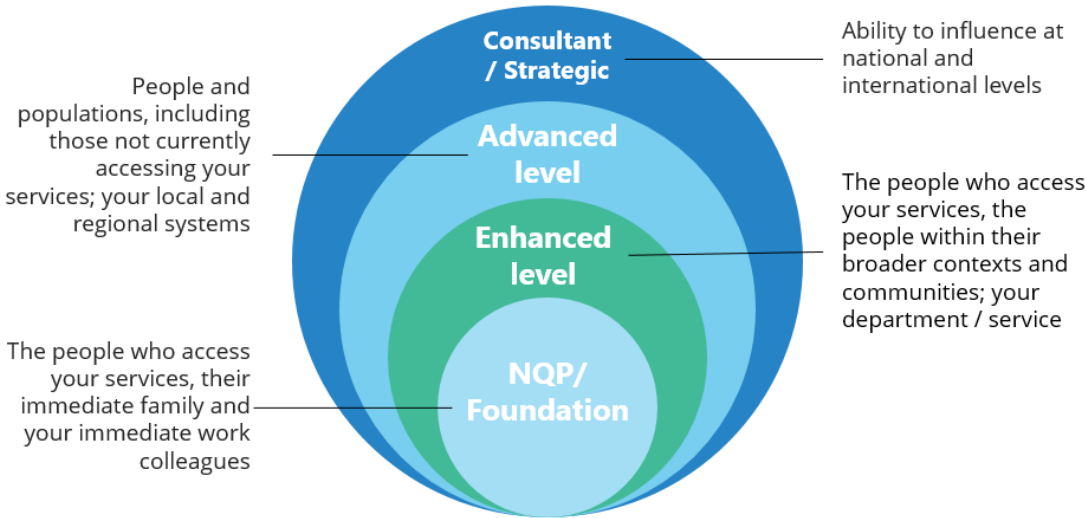 Consultant
/ Strategic
Ability to influence at
national and
international levels
People and
populations, including
those not currently
accessing your
services; your local and
regional systems
Advanced
level
The people who access
your services, the
people within their
broader contexts and
communities; your
department / service
Enhanced
level
The people who access
your services, their
immediate family and
your immediate work
colleagues
NQP/
Foundation